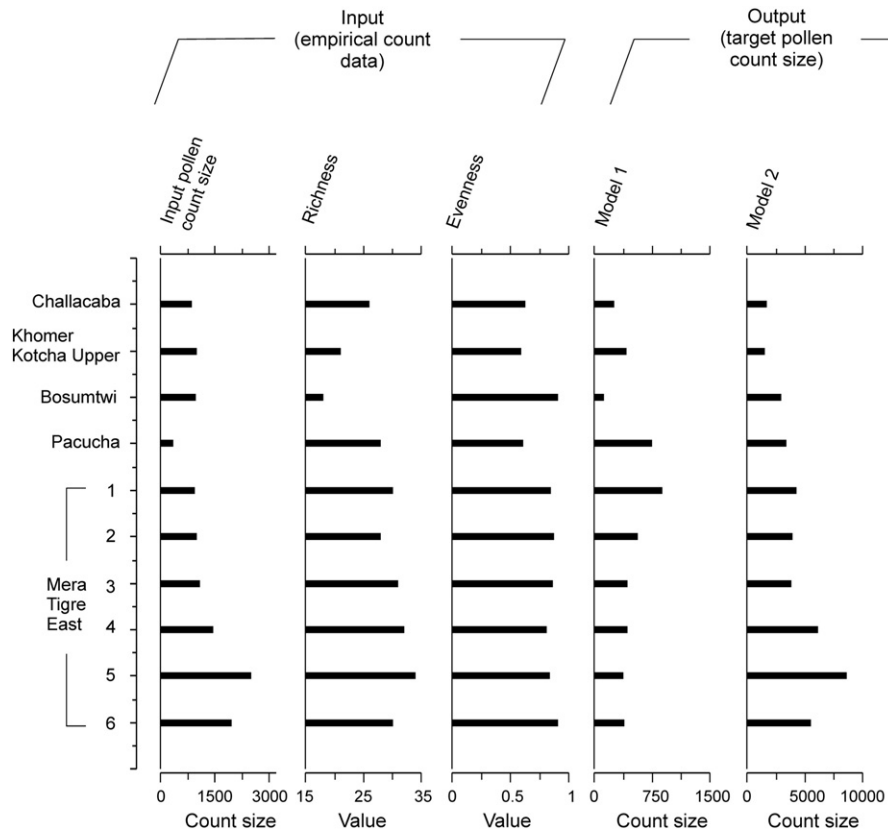 Input
(empirical count
data)
Output
(target pollen
count size)
Input pollen
count size
Richness
Evenness
Model 1
Model 2
Challacaba
Khomer
Kotcha Upper
Bosumtwi
Pacucha
1
2
3
4
5
6
Mera
Tigre
East
0 1500 3000
Count size
15 25 35
Value
0 0.5 1
Value
0 750 1500
Count size
0 5000 10000
Count size